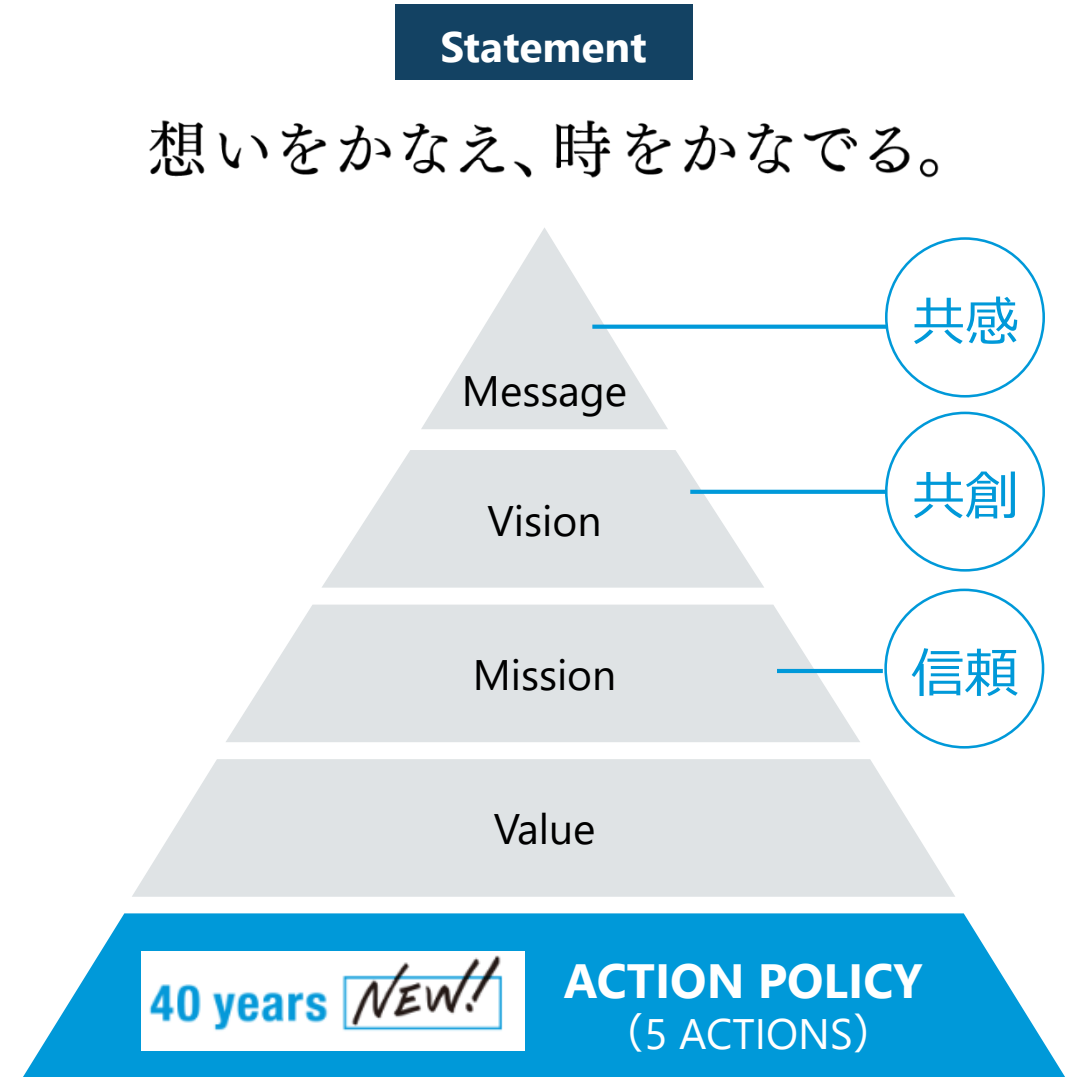 Statement
想いをかなえ、時をかなでる。
共感
Message
共創
Vision
信頼
Mission
Value
40 years NEW!!
ACTION POLICY
（5 ACTIONS）